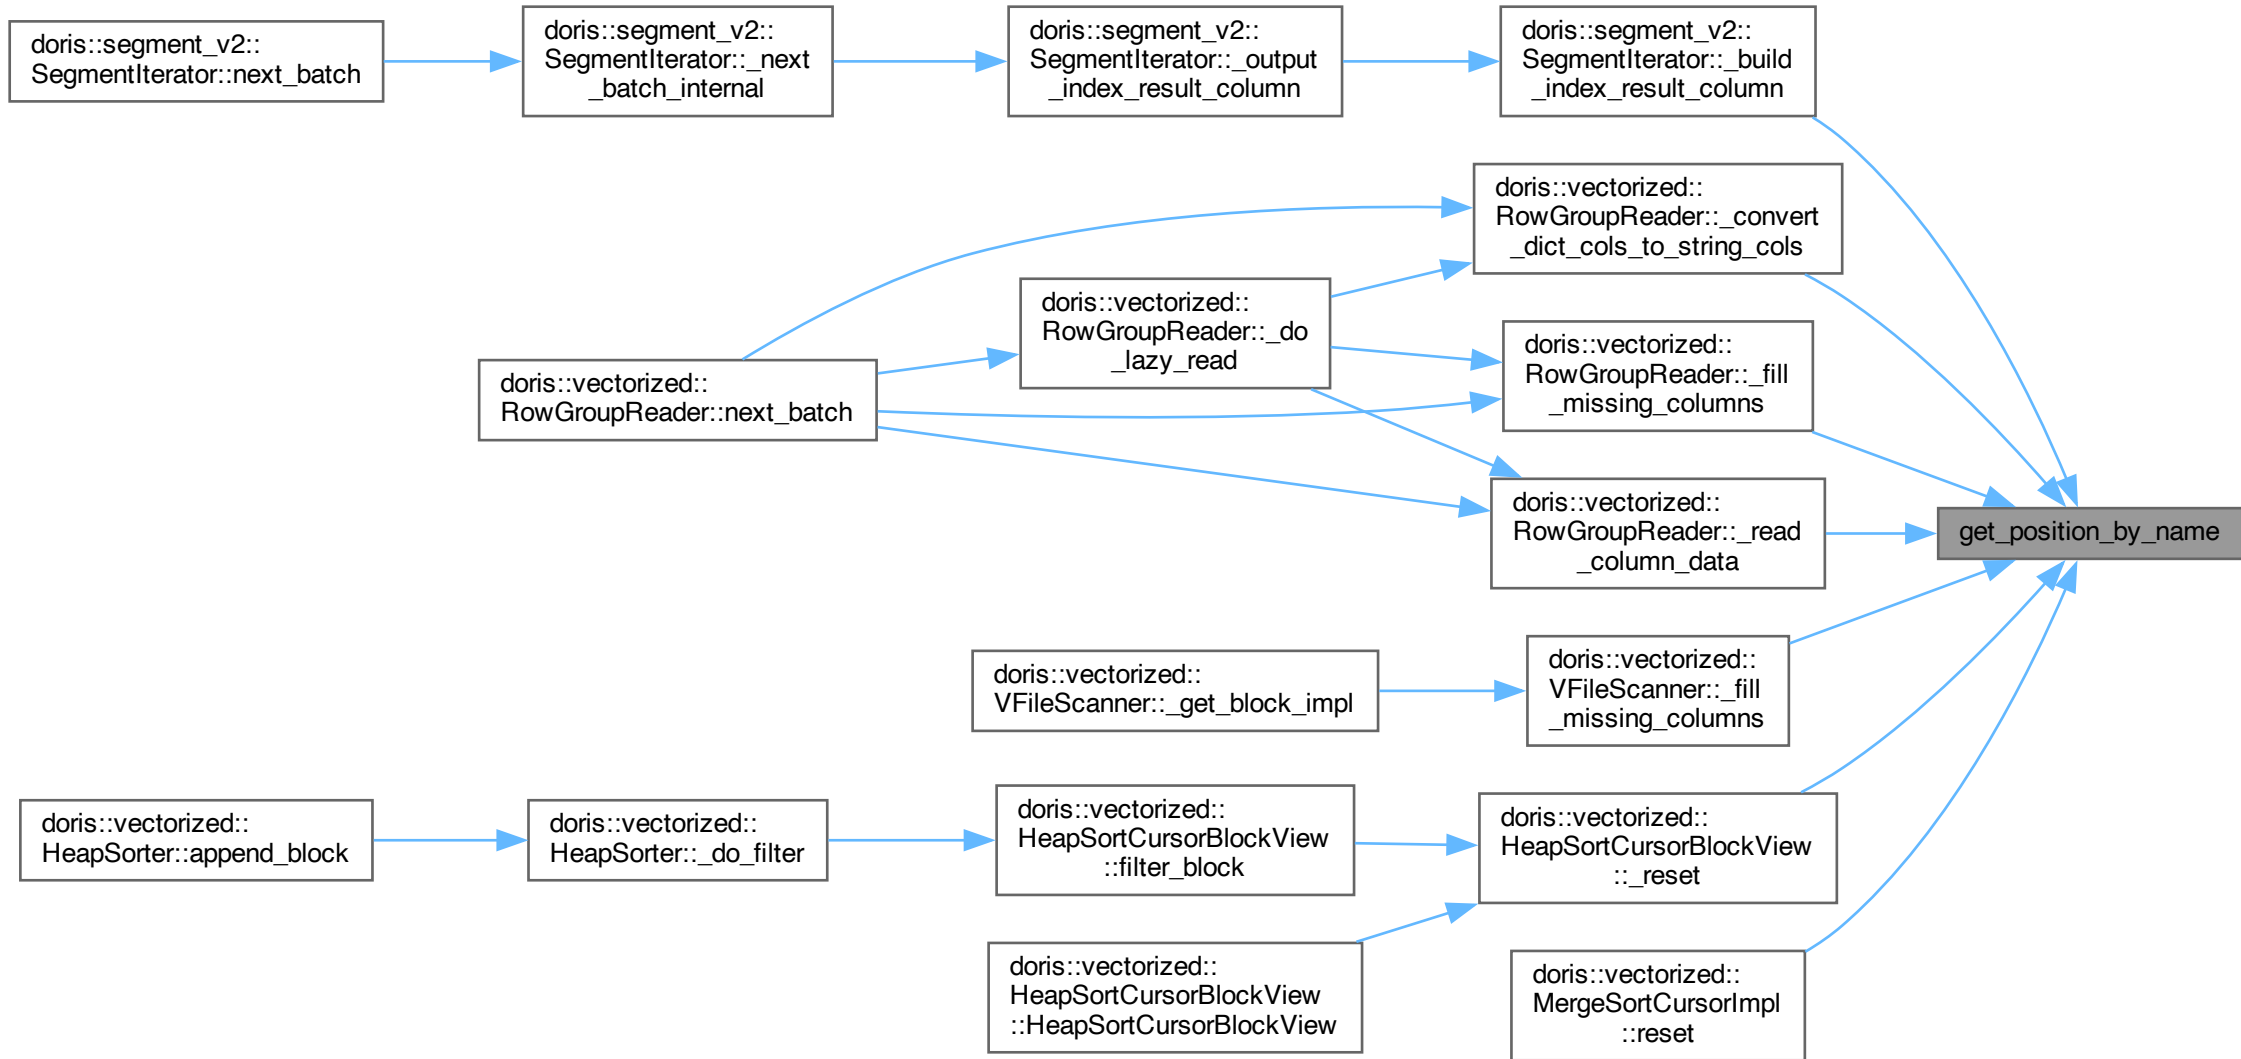 doris::segment_v2::
SegmentIterator::next_batch
doris::segment_v2::
SegmentIterator::_next
_batch_internal
doris::segment_v2::
SegmentIterator::_output
_index_result_column
doris::segment_v2::
SegmentIterator::_build
_index_result_column
doris::vectorized::
RowGroupReader::_convert
_dict_cols_to_string_cols
doris::vectorized::
RowGroupReader::_do
_lazy_read
doris::vectorized::
RowGroupReader::_fill
_missing_columns
doris::vectorized::
RowGroupReader::next_batch
doris::vectorized::
RowGroupReader::_read
_column_data
get_position_by_name
doris::vectorized::
VFileScanner::_get_block_impl
doris::vectorized::
VFileScanner::_fill
_missing_columns
doris::vectorized::
HeapSorter::append_block
doris::vectorized::
HeapSorter::_do_filter
doris::vectorized::
HeapSortCursorBlockView
::filter_block
doris::vectorized::
HeapSortCursorBlockView
::_reset
doris::vectorized::
HeapSortCursorBlockView
::HeapSortCursorBlockView
doris::vectorized::
MergeSortCursorImpl
::reset